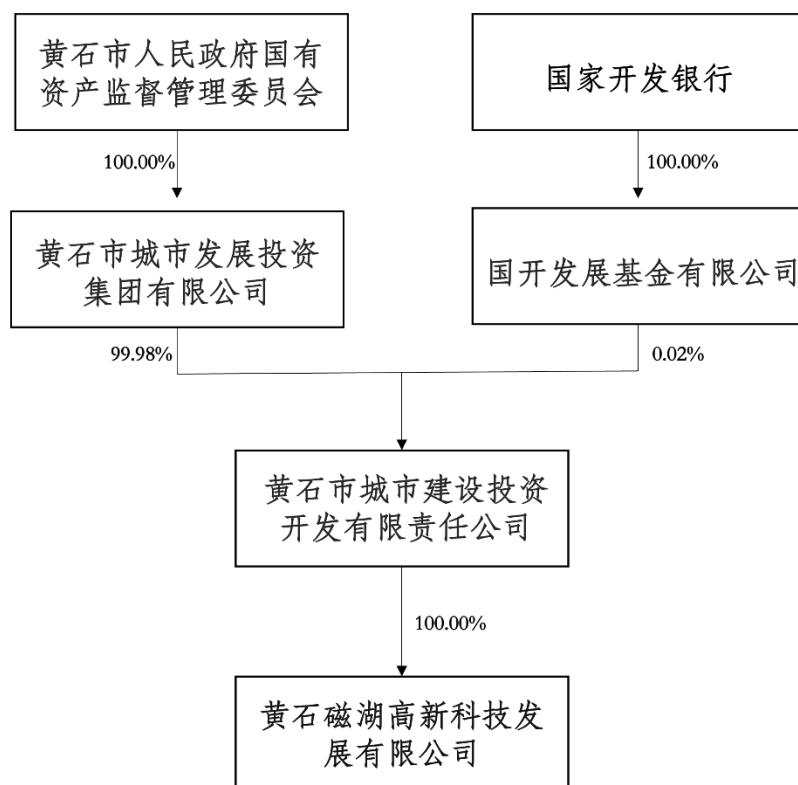 黄石市人民政府国有
资产监督管理委员会
国家开发银行
100.00%
100.00%
黄石市城市发展投资
集团有限公司
国开发展基金有限公司
99.98%
0.02%
黄石市城市建设投资
开发有限责任公司
100.00%
黄石磁湖高新科技发
展有限公司